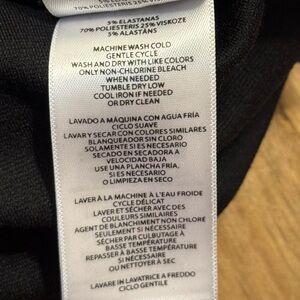 5% ELASTANAS
70% POLIESTERIS 25% VISKOZE
5% ALASTĀNS
MACHINE WASH COLD
GENTLE CYCLE
WASH AND DRY WITH LIKE COLORS
ONLY NON-CHLORINE BLEACH
WHEN NEEDED
TUMBLE DRY LOW
COOL IRON IF NEEDED
OR DRY CLEAN
LAVADO A MÁQUINA CON AGUA FRÍA
CICLO SUAVE
LAVAR Y SECAR CON COLORES SIMILARES
BLANQUEADOR SIN CLORO
SOLAMENTE SI ES NECESARIO
SECADO EN SECADORA A
VELOCIDAD BAJA
USE UNA PLANCHA FRÍA,
SI ES NECESARIO
O LIMPIEZA EN SECO
LAVER À LA MACHINE À L'EAU FROIDE
CYCLE DÉLICAT
LAVER ET SÉCHER AVEC DES
COULEURS SIMILAIRES
AGENT DE BLANCHIMENT NON CHLORÉ
SEULEMENT SI NÉCESSAIRE
SÉCHER PAR CULBUTAGE À
BASSE TEMPÉRATURE
REPASSER À BASSE TEMPÉRATURE
SI NÉCESSAIRE
OU NETTOYER À SEC
LAVARE IN LAVATRICE A FREDDO
CICLO GENTILE